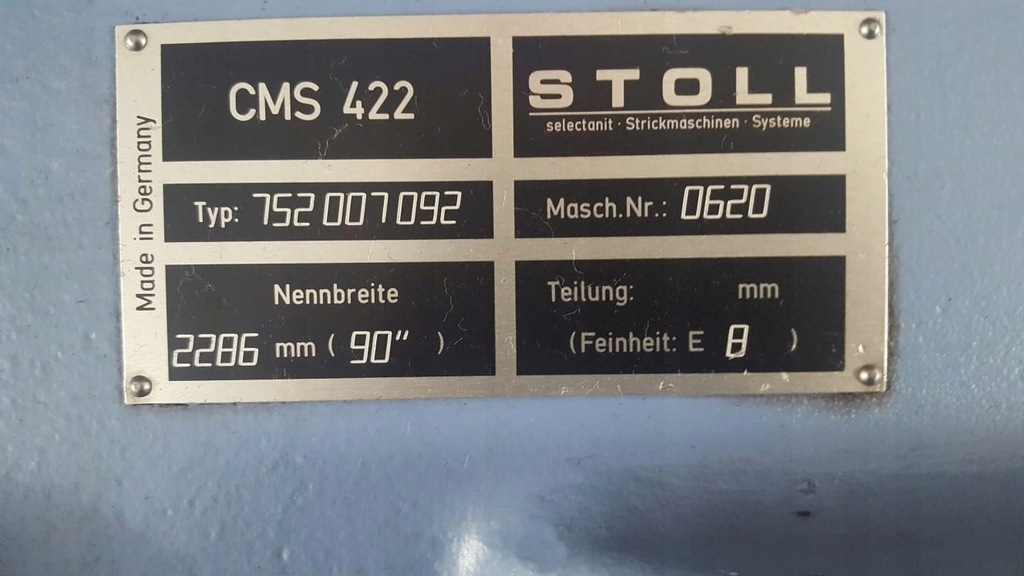 Made in Germany
CMS 422
STOLL
selectanit · Strickmaschinen · Systeme
Typ: 752 007 092
Masch.Nr.: 0620
Nennbreite
2286 mm ( 90" )
Teilung: mm
(Feinheit: E 8 )